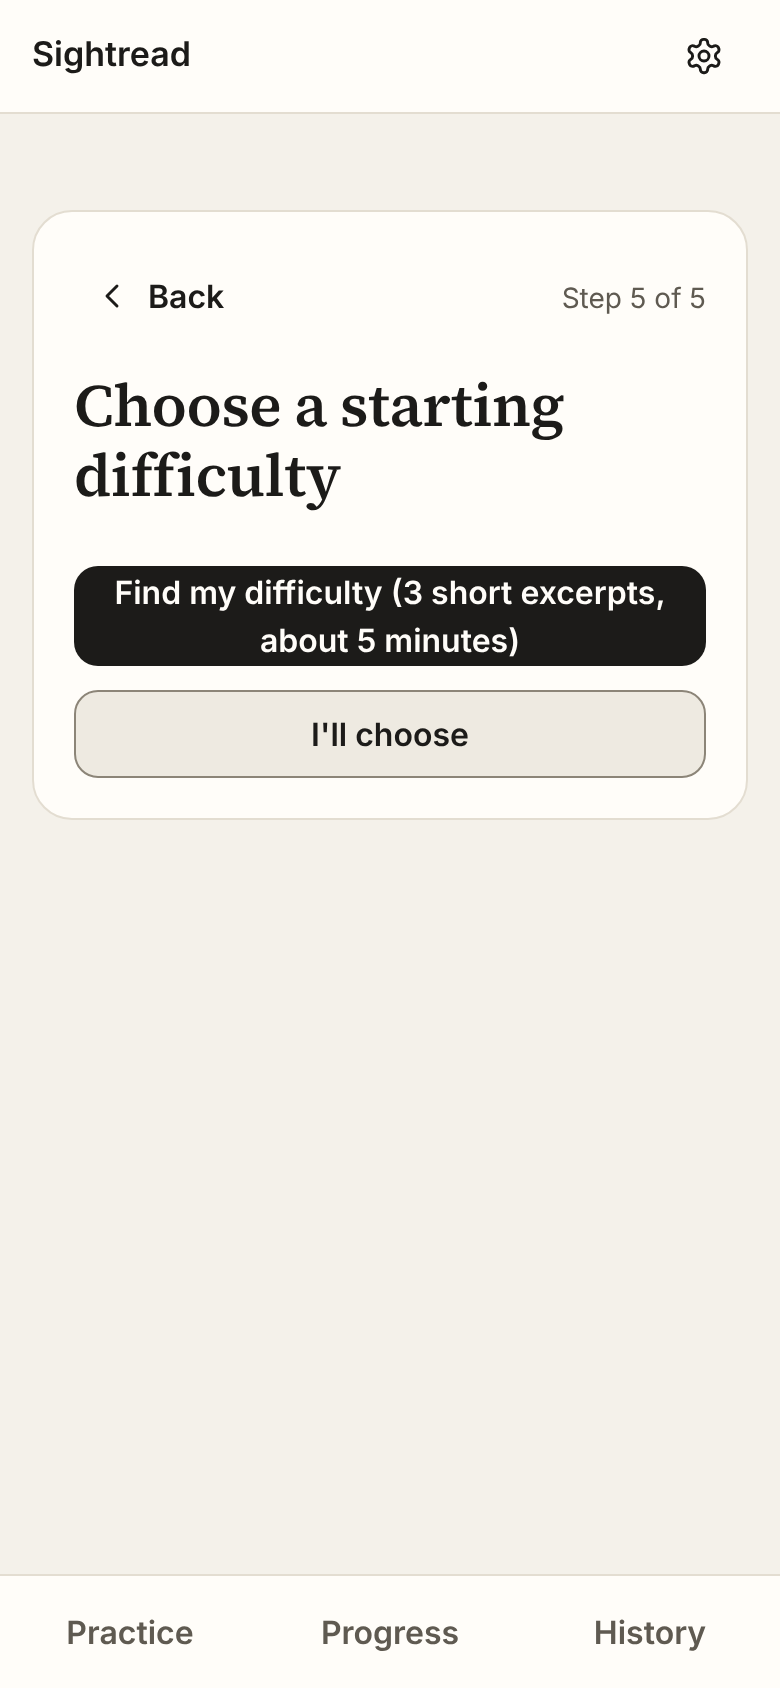 Sightread
Back
Step 5 of 5
Choose a starting
difficulty
Find my difficulty (3 short excerpts,
about 5 minutes)
I'll choose
Practice
Progress
History